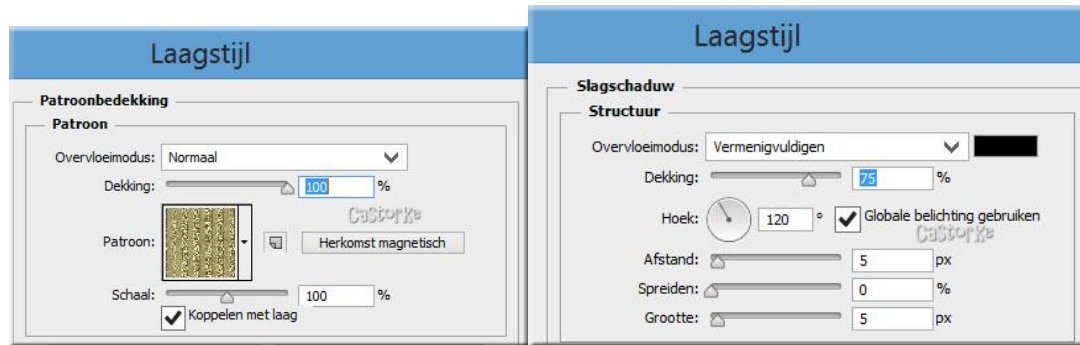 Laagstijl
Patroonbedekking
Patroon
Overvloeimodus: Normaal
Dekking: 100 %
CaStorKe
Patroon: Herkomst magnetisch
Schaal: 100 %
Koppelen met laag
Laagstijl
Slagschaduw
Structuur
Overvloeimodus: Vermenigvuldigen
Dekking: 75 %
Hoek: 120 ° Globale belichting gebruiken
CaStorKe
Afstand: 5 px
Spreiden: 0 %
Grootte: 5 px